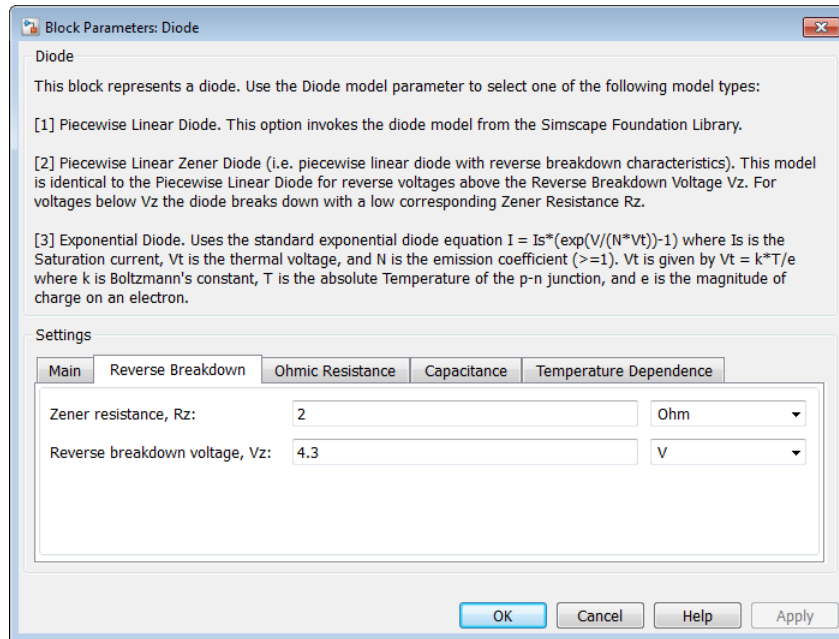 Block Parameters: Diode
Diode
This block represents a diode. Use the Diode model parameter to select one of the following model types:
[1] Piecewise Linear Diode. This option invokes the diode model from the Simscape Foundation Library.
[2] Piecewise Linear Zener Diode (i.e. piecewise linear diode with reverse breakdown characteristics). This model
is identical to the Piecewise Linear Diode for reverse voltages above the Reverse Breakdown Voltage Vz. For
voltages below Vz the diode breaks down with a low corresponding Zener Resistance Rz.
[3] Exponential Diode. Uses the standard exponential diode equation I = Is*(exp(V/(N*Vt))-1) where Is is the
Saturation current, Vt is the thermal voltage, and N is the emission coefficient (>=1). Vt is given by Vt = k*T/e
where k is Boltzmann's constant, T is the absolute Temperature of the p-n junction, and e is the magnitude of
charge on an electron.
Settings
Main Reverse Breakdown Ohmic Resistance Capacitance Temperature Dependence
Zener resistance, Rz: 2 Ohm
Reverse breakdown voltage, Vz: 4.3 V
OK Cancel Help Apply